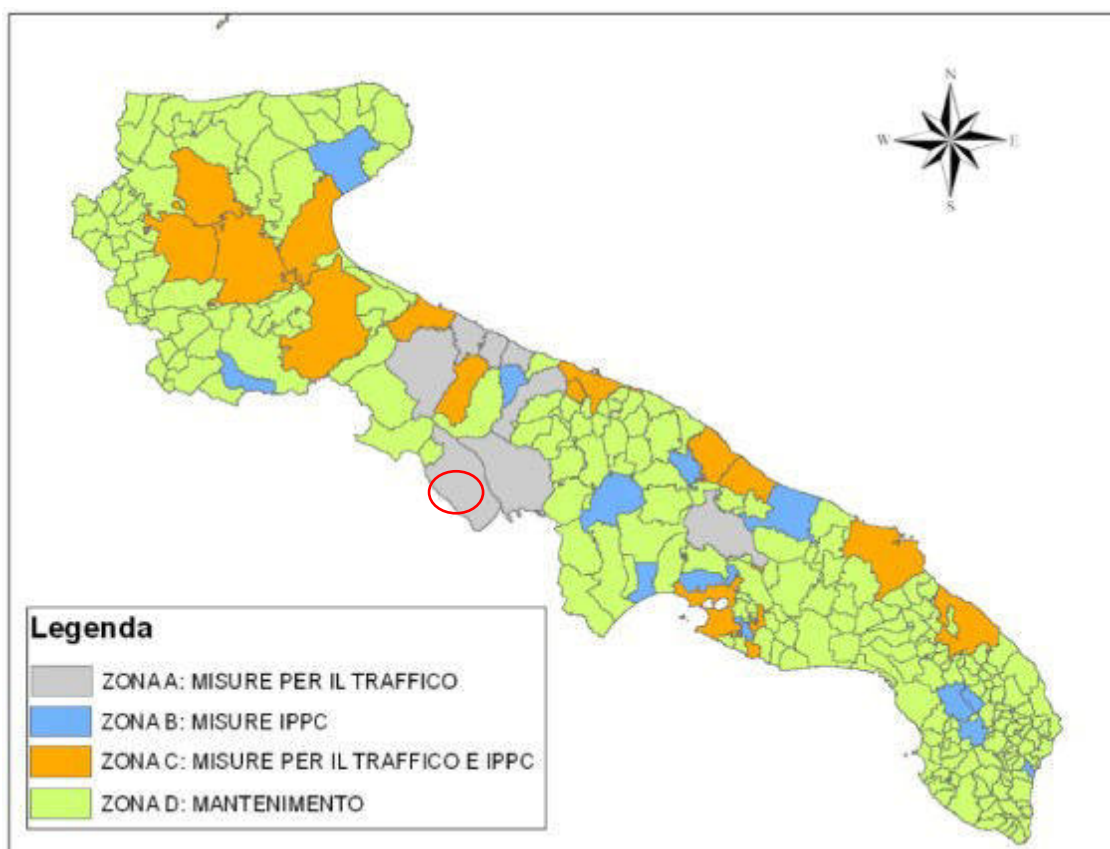 N
W E
S
Legenda
ZONA A: MISURE PER IL TRAFFICO
ZONA B: MISURE IPPC
ZONA C: MISURE PER IL TRAFFICO E IPPC
ZONA D: MANTENIMENTO